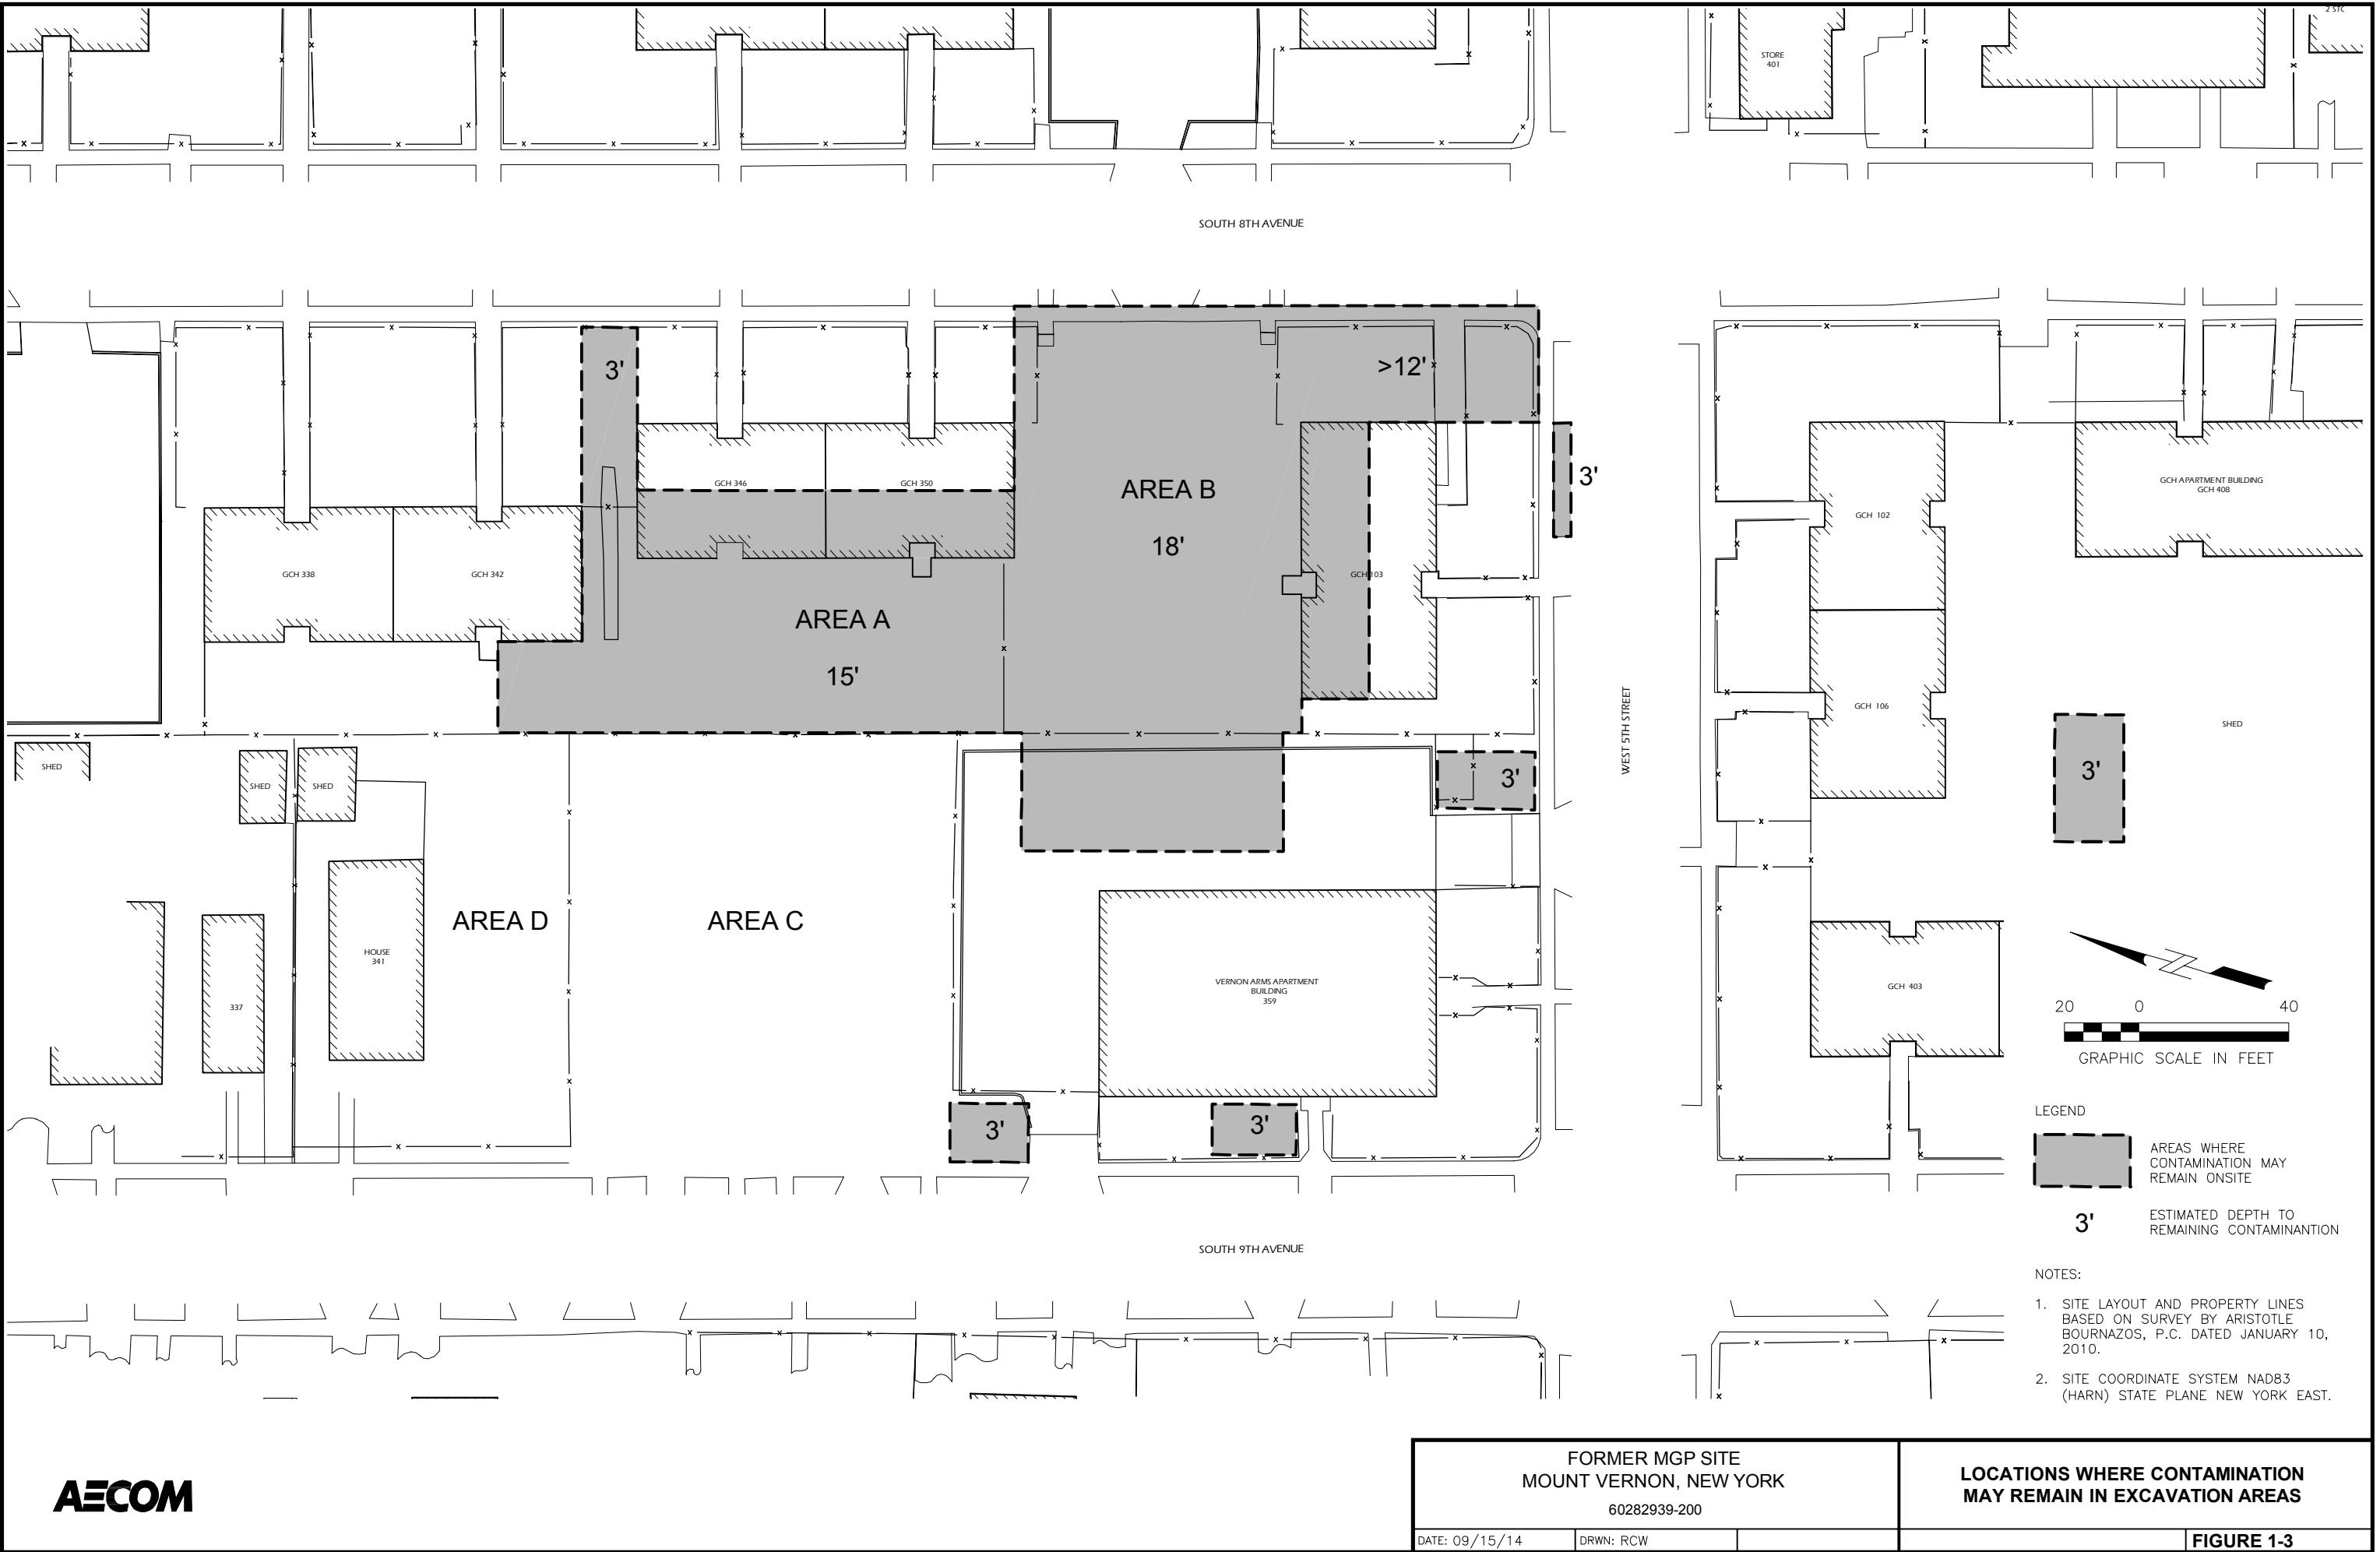 2 STC
STORE
401
SOUTH 8TH AVENUE
3'
>12'
3'
AREA B
18'
GCH 346
GCH 350
GCH APARTMENT BUILDING
GCH 408
GCH 102
GCH 338
GCH 342
GCH 103
AREA A
15'
WEST 5TH STREET
GCH 106
SHED
SHED
SHED
SHED
3'
3'
AREA D
AREA C
HOUSE
341
337
VERNON ARMS APARTMENT
BUILDING
359
GCH 403
20 0 40
GRAPHIC SCALE IN FEET
3'
3'
LEGEND
AREAS WHERE
CONTAMINATION MAY
REMAIN ONSITE
3'
ESTIMATED DEPTH TO
REMAINING CONTAMINANTION
SOUTH 9TH AVENUE
NOTES:
1. SITE LAYOUT AND PROPERTY LINES
BASED ON SURVEY BY ARISTOTLE
BOURNAZOS, P.C. DATED JANUARY 10,
2010.
2. SITE COORDINATE SYSTEM NAD83
(HARN) STATE PLANE NEW YORK EAST.
AECOM
FORMER MGP SITE
MOUNT VERNON, NEW YORK
60282939-200
DATE: 09/15/14
DRWN: RCW
LOCATIONS WHERE CONTAMINATION
MAY REMAIN IN EXCAVATION AREAS
FIGURE 1-3